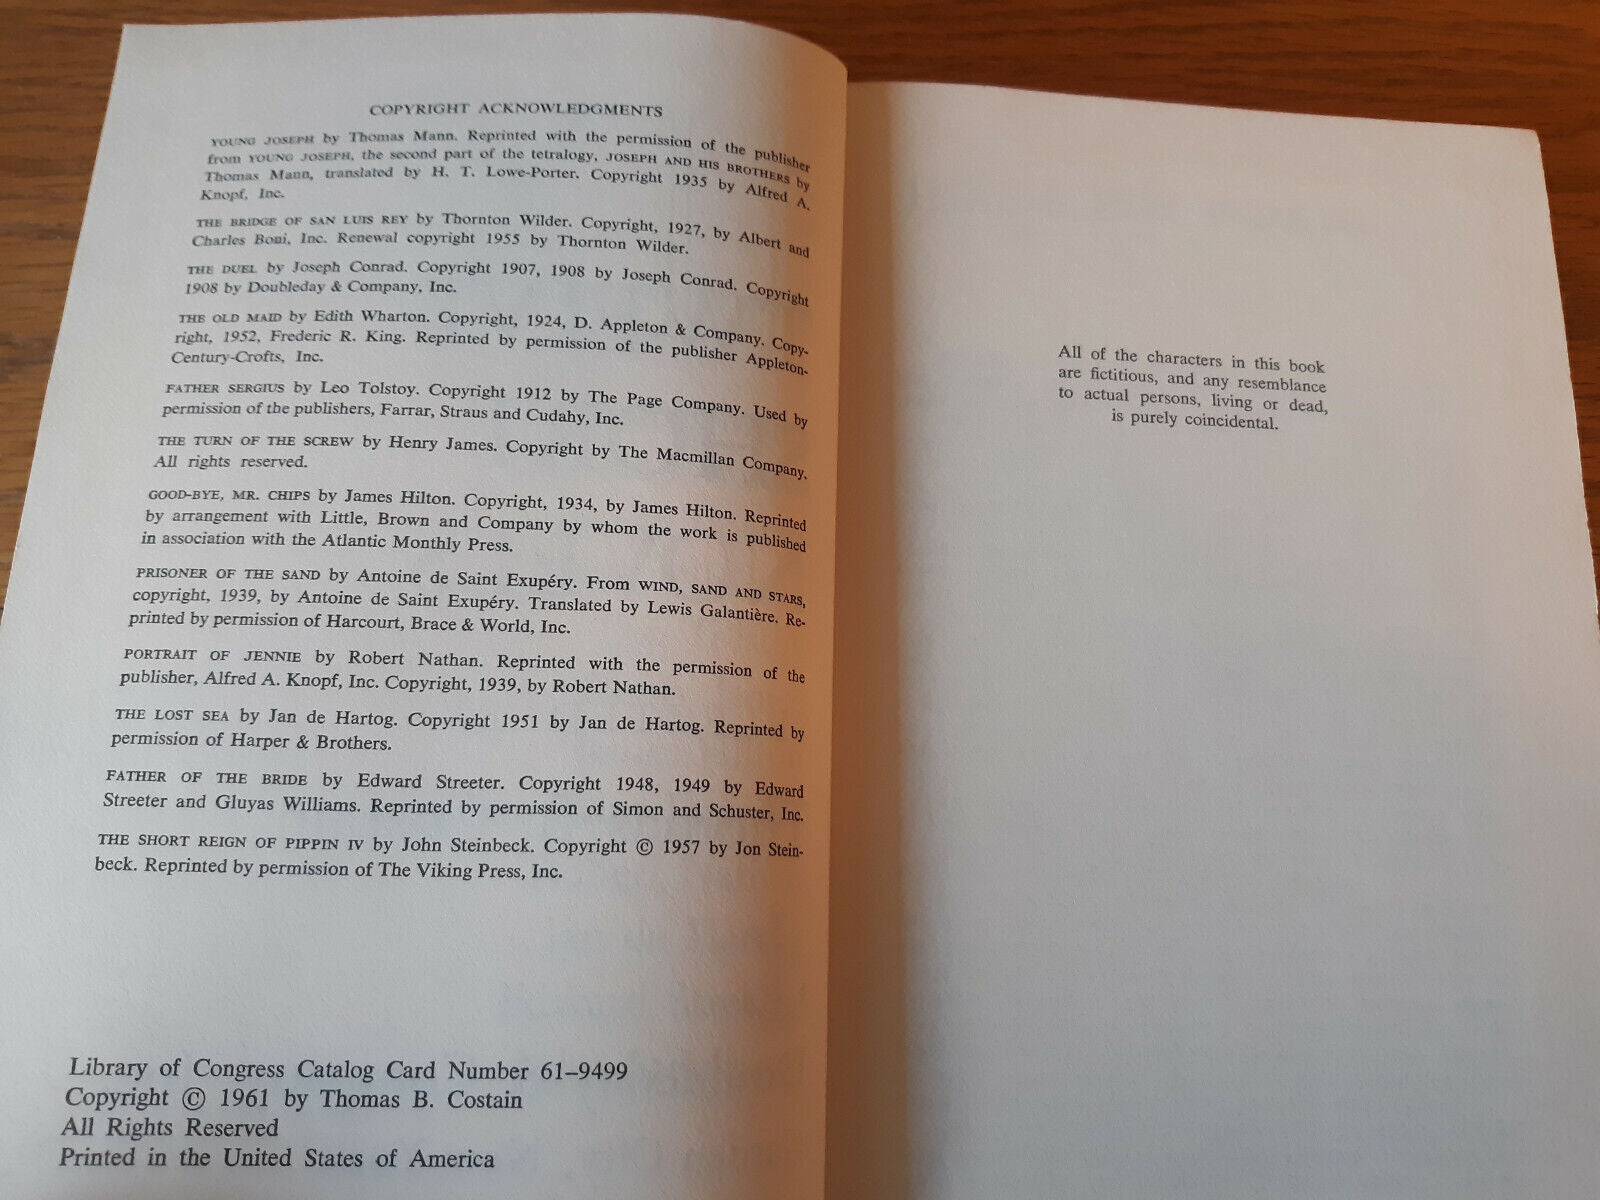 COPYRIGHT ACKNOWLEDGMENTS
YOUNG JOSEPH by Thomas Mann. Reprinted with the permission of the publisher
from YOUNG JOSEPH, the second part of the tetralogy, JOSEPH AND HIS BROTHERS by
Thomas Mann, translated by H. T. Lowe-Porter. Copyright 1935 by Alfred A.
Knopf, Inc.
THE BRIDGE OF SAN LUIS REY by Thornton Wilder. Copyright, 1927, by Albert and
Charles Boni, Inc. Renewal copyright 1955 by Thornton Wilder.
THE DUEL by Joseph Conrad. Copyright 1907, 1908 by Joseph Conrad. Copyright
1908 by Doubleday & Company, Inc.
THE OLD MAID by Edith Wharton. Copyright, 1924, D. Appleton & Company. Copy-
right, 1952, Frederic R. King. Reprinted by permission of the publisher Appleton-
Century-Crofts, Inc.
FATHER SERGIUS by Leo Tolstoy. Copyright 1912 by The Page Company. Used by
permission of the publishers, Farrar, Straus and Cudahy, Inc.
THE TURN OF THE SCREW by Henry James. Copyright by The Macmillan Company.
All rights reserved.
GOOD-BYE, MR. CHIPS by James Hilton. Copyright, 1934, by James Hilton. Reprinted
by arrangement with Little, Brown and Company by whom the work is published
in association with the Atlantic Monthly Press.
PRISONER OF THE SAND by Antoine de Saint Exupéry. From WIND, SAND AND STARS,
copyright, 1939, by Antoine de Saint Exupéry. Translated by Lewis Galantière. Re-
printed by permission of Harcourt, Brace & World, Inc.
PORTRAIT OF JENNIE by Robert Nathan. Reprinted with the permission of the
publisher, Alfred A. Knopf, Inc. Copyright, 1939, by Robert Nathan.
THE LOST SEA by Jan de Hartog. Copyright 1951 by Jan de Hartog. Reprinted by
permission of Harper & Brothers.
FATHER OF THE BRIDE by Edward Streeter. Copyright 1948, 1949 by Edward
Streeter and Gluyas Williams. Reprinted by permission of Simon and Schuster, Inc.
THE SHORT REIGN OF PIPPIN IV by John Steinbeck. Copyright © 1957 by Jon Stein-
beck. Reprinted by permission of The Viking Press, Inc.
Library of Congress Catalog Card Number 61–9499
Copyright © 1961 by Thomas B. Costain
All Rights Reserved
Printed in the United States of America
All of the characters in this book
are fictitious, and any resemblance
to actual persons, living or dead,
is purely coincidental.